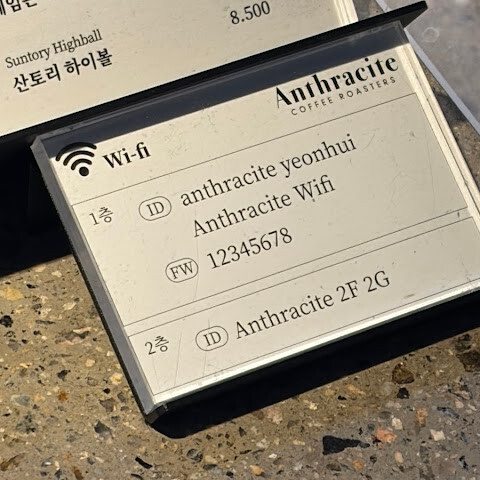 8.500
Suntory Highball
산토리 하이볼
Anthracite
COFFEE ROASTERS
Wi-fi
1층 ID anthracite yeonhui
Anthracite Wifi
FW 12345678
2층 ID Anthracite 2F 2G